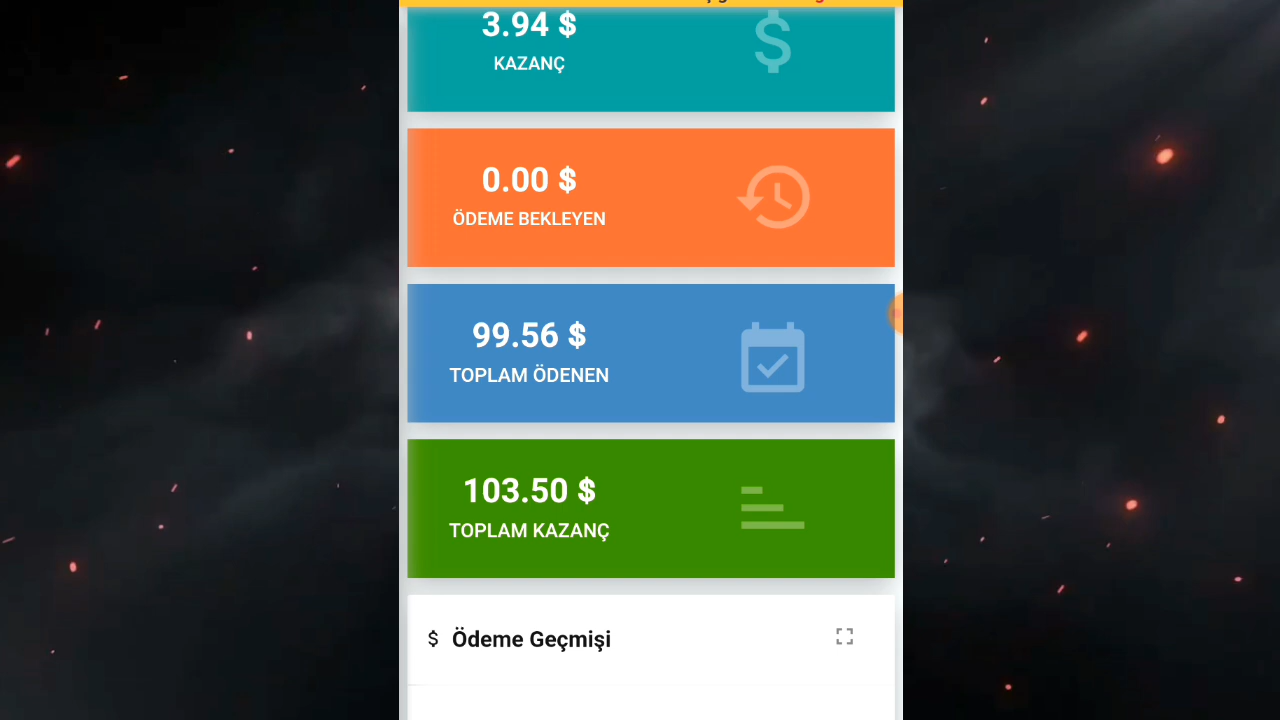 3.94 $
KAZANÇ
0.00 $
ÖDEME BEKLEYEN
99.56 $
TOPLAM ÖDENEN
103.50 $
TOPLAM KAZANÇ
$ Ödeme Geçmişi